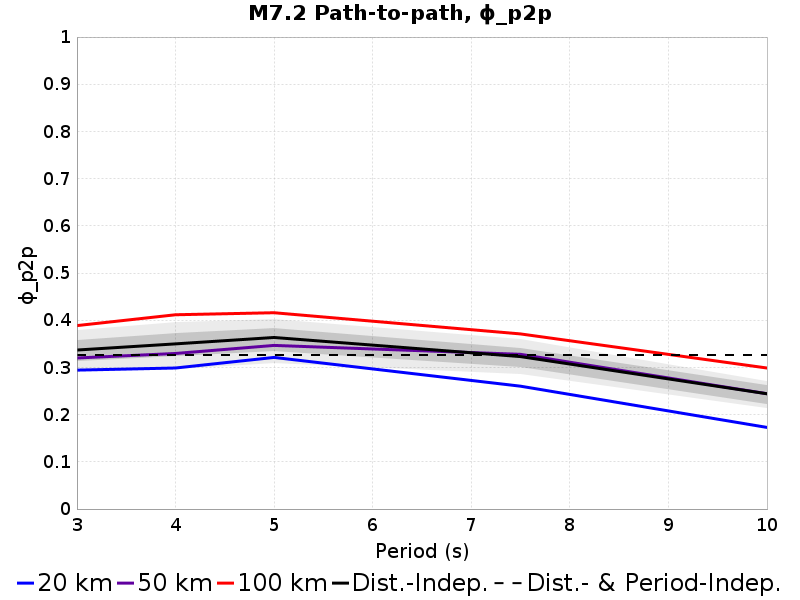 M7.2 Path-to-path, ϕ_p2p
1
0.9
0.8
0.7
0.6
0.5
0.4
0.3
0.2
0.1
0
ϕ_p2p
3 4 5 6 7 8 9 10
Period (s)
20 km 50 km 100 km Dist.-Indep. Dist.- & Period-Indep.